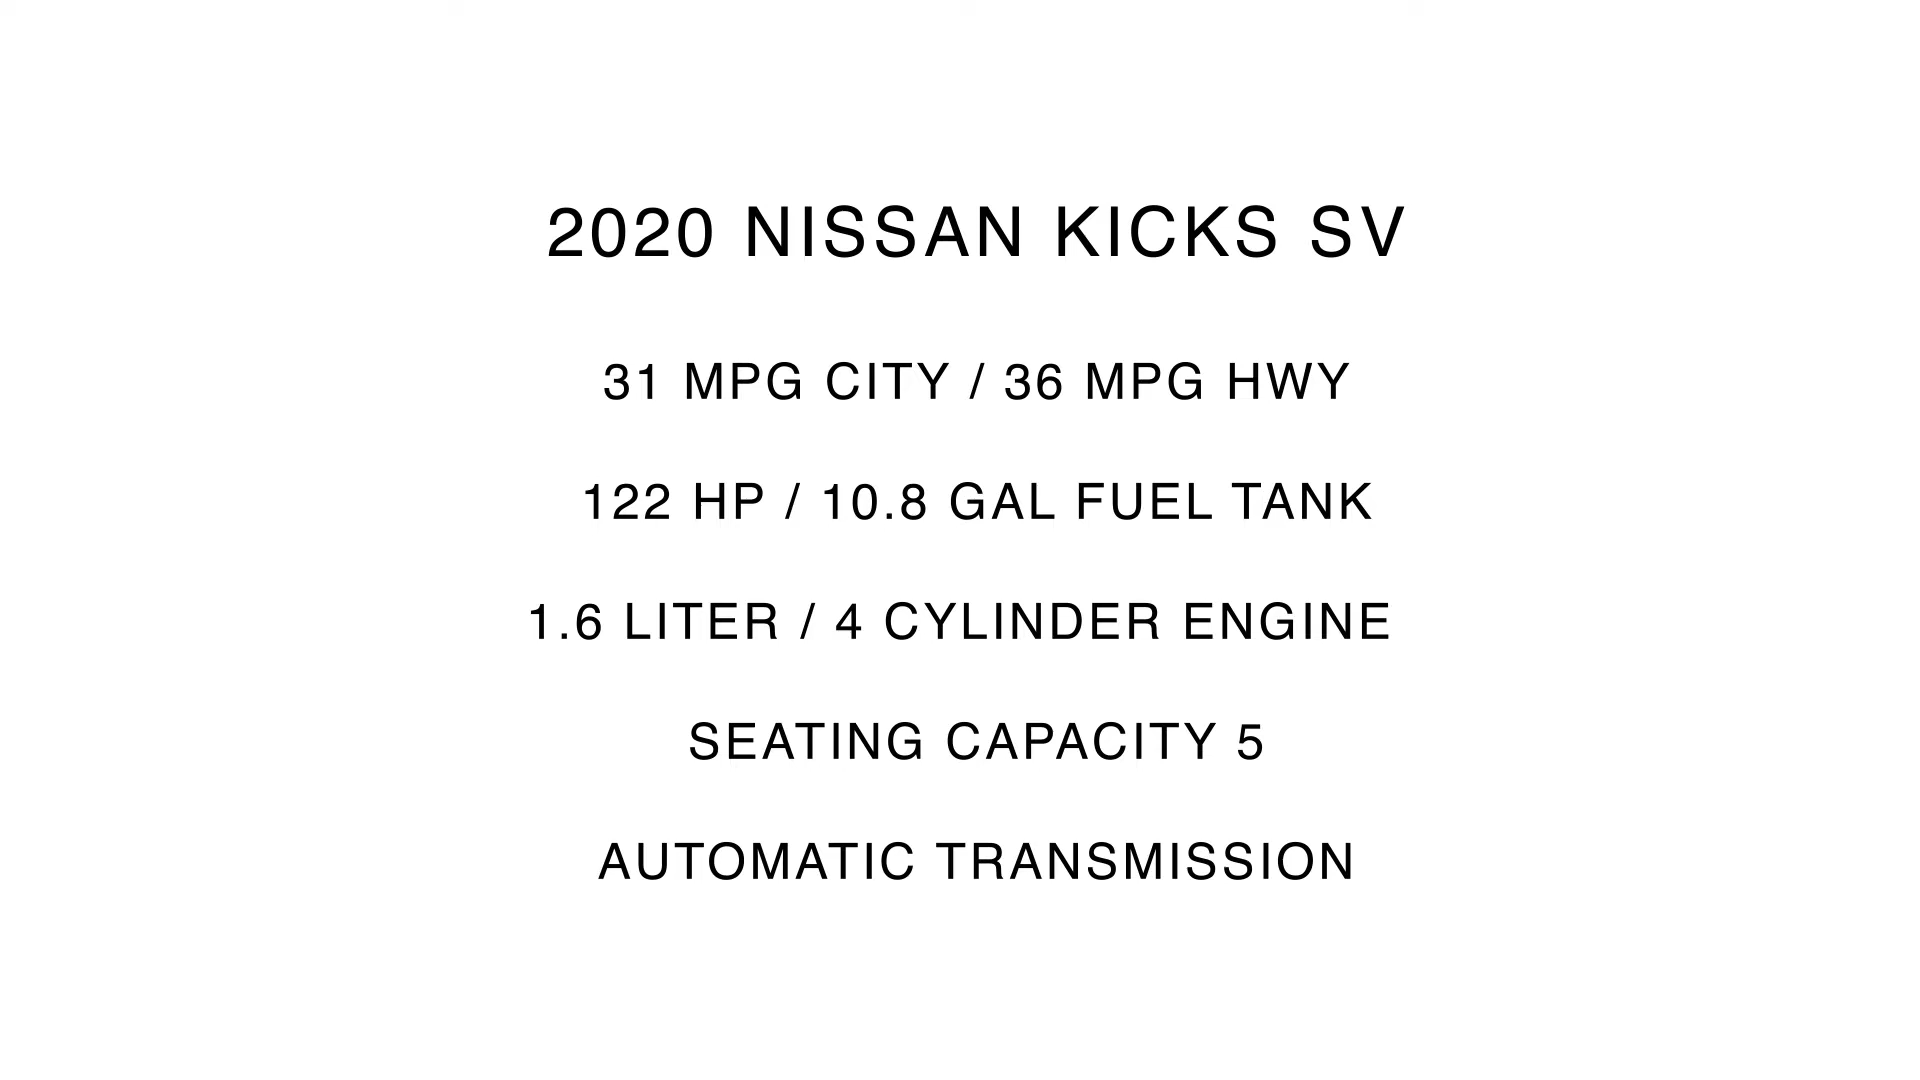 2020 NISSAN KICKS SV
31 MPG CITY / 36 MPG HWY
122 HP / 10.8 GAL FUEL TANK
1.6 LITER / 4 CYLINDER ENGINE
SEATING CAPACITY 5
AUTOMATIC TRANSMISSION